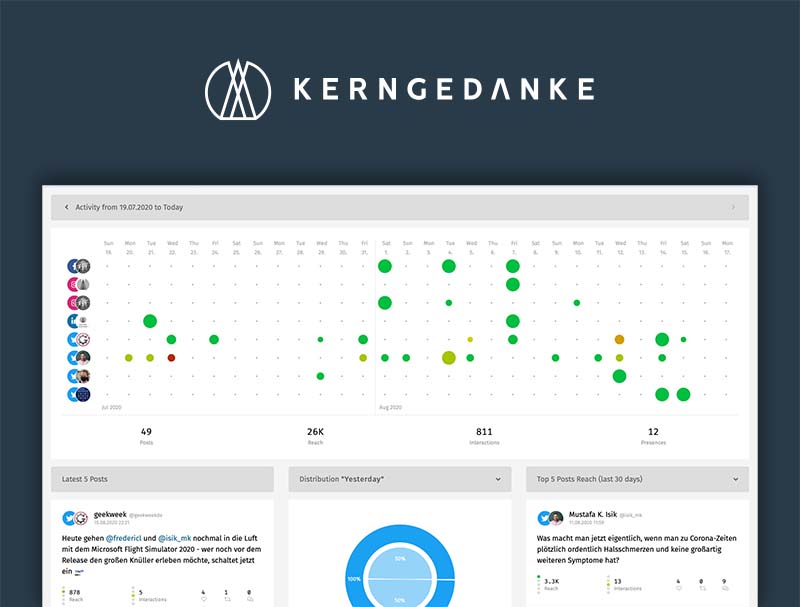 KERNGEDANKE
Activity from 19.07.2020 to Today
Sun Mon Tue Wed Thu Fri Sat Sun Mon Tue Wed Thu Fri Sat Sun Mon Tue Wed Thu Fri Sat Sun Mon Tue Wed Thu Fri Sat Sun Mon
19. 20. 21. 22. 23. 24. 25. 26. 27. 28. 29. 30. 31. 1. 2. 3. 4. 5. 6. 7. 8. 9. 10. 11. 12. 13. 14. 15. 16. 17.
Jul 2020 Aug 2020
49 26K 811 12
Posts Reach Interactions Presences
Latest 5 Posts
geekweek @geekweekde
15.08.2020 22:21
Heute gehen @fredericl und @isik_mk nochmal in die Luft
mit dem Microsoft Flight Simulator 2020 - wer noch vor dem
Release den großen Knüller erleben möchte, schaltet jetzt
ein
878 5 4 1 0
Reach Interactions
Distribution "Yesterday"
50%
100%
50%
Top 5 Posts Reach (last 30 days)
Mustafa K. Isik @isik_mk
11.08.2020 11:59
Was macht man jetzt eigentlich, wenn man zu Corona-Zeiten
plötzlich ordentlich Halsschmerzen und keine großartig
weiteren Symptome hat?
3.3K 13 4 0 9
Reach Interactions